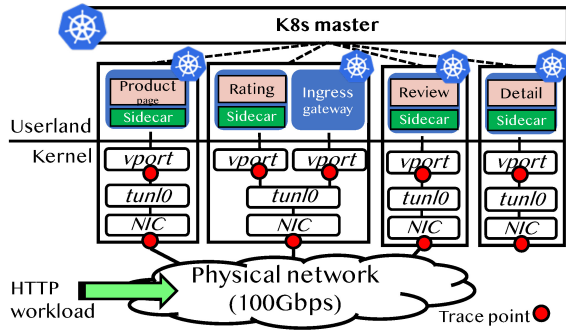 K8s master
Product
page
Sidecar
Rating
Sidecar
Ingress
gateway
Review
Sidecar
Detail
Sidecar
Userland
Kernel
vport
vport
vport
vport
vport
tunl0
tunl0
tunl0
tunl0
NIC
NIC
NIC
NIC
HTTP
workload
Physical network
(100Gbps)
Trace point